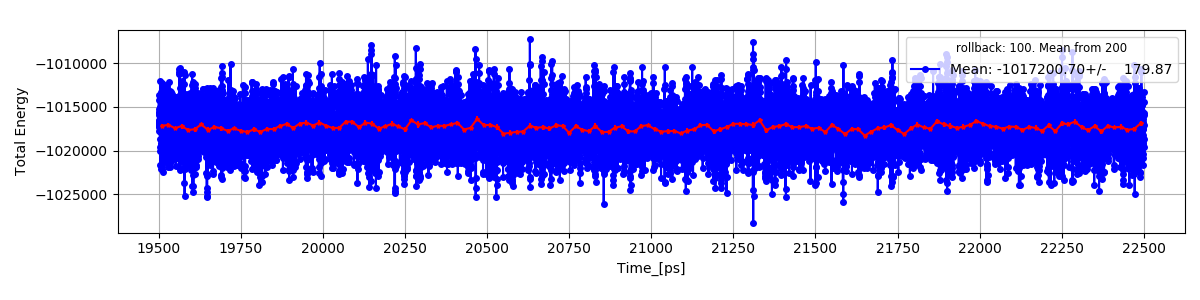 rollback: 100. Mean from 200
Mean: -1017200.70+/- 179.87
Total Energy
−1010000
−1015000
−1020000
−1025000
19500 19750 20000 20250 20500 20750 21000 21250 21500 21750 22000 22250 22500
Time_[ps]